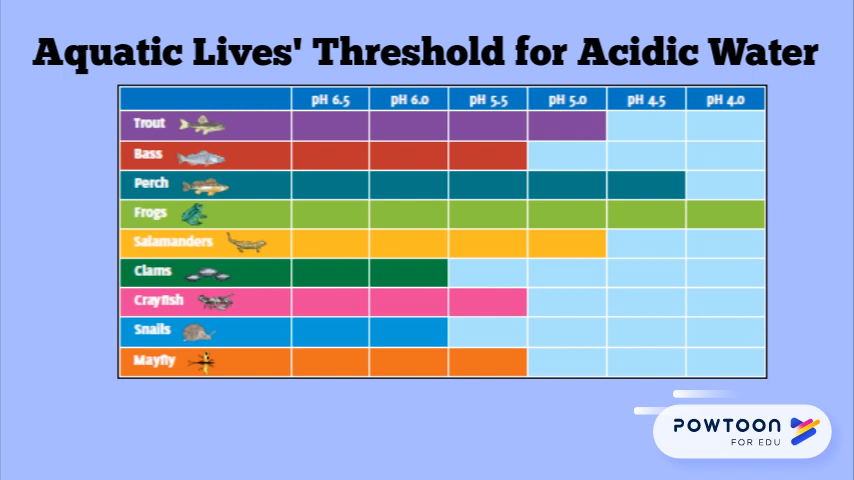 Aquatic Lives' Threshold for Acidic Water
pH 6.5 pH 6.0 pH 5.5 pH 5.0 pH 4.5 pH 4.0
Trout
Bass
Perch
Frogs
Salamanders
Clams
Crayfish
Snails
Mayfly
POWTOON
FOR EDU